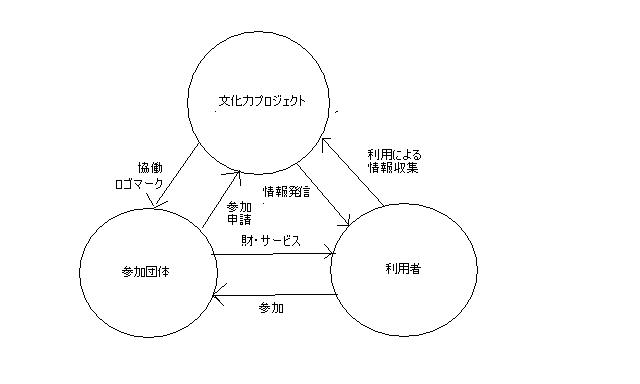 文化力プロジェクト
利用による
情報収集
協働
ロゴマーク
情報発信
参加
申請
財・サービス
参加団体
利用者
参加